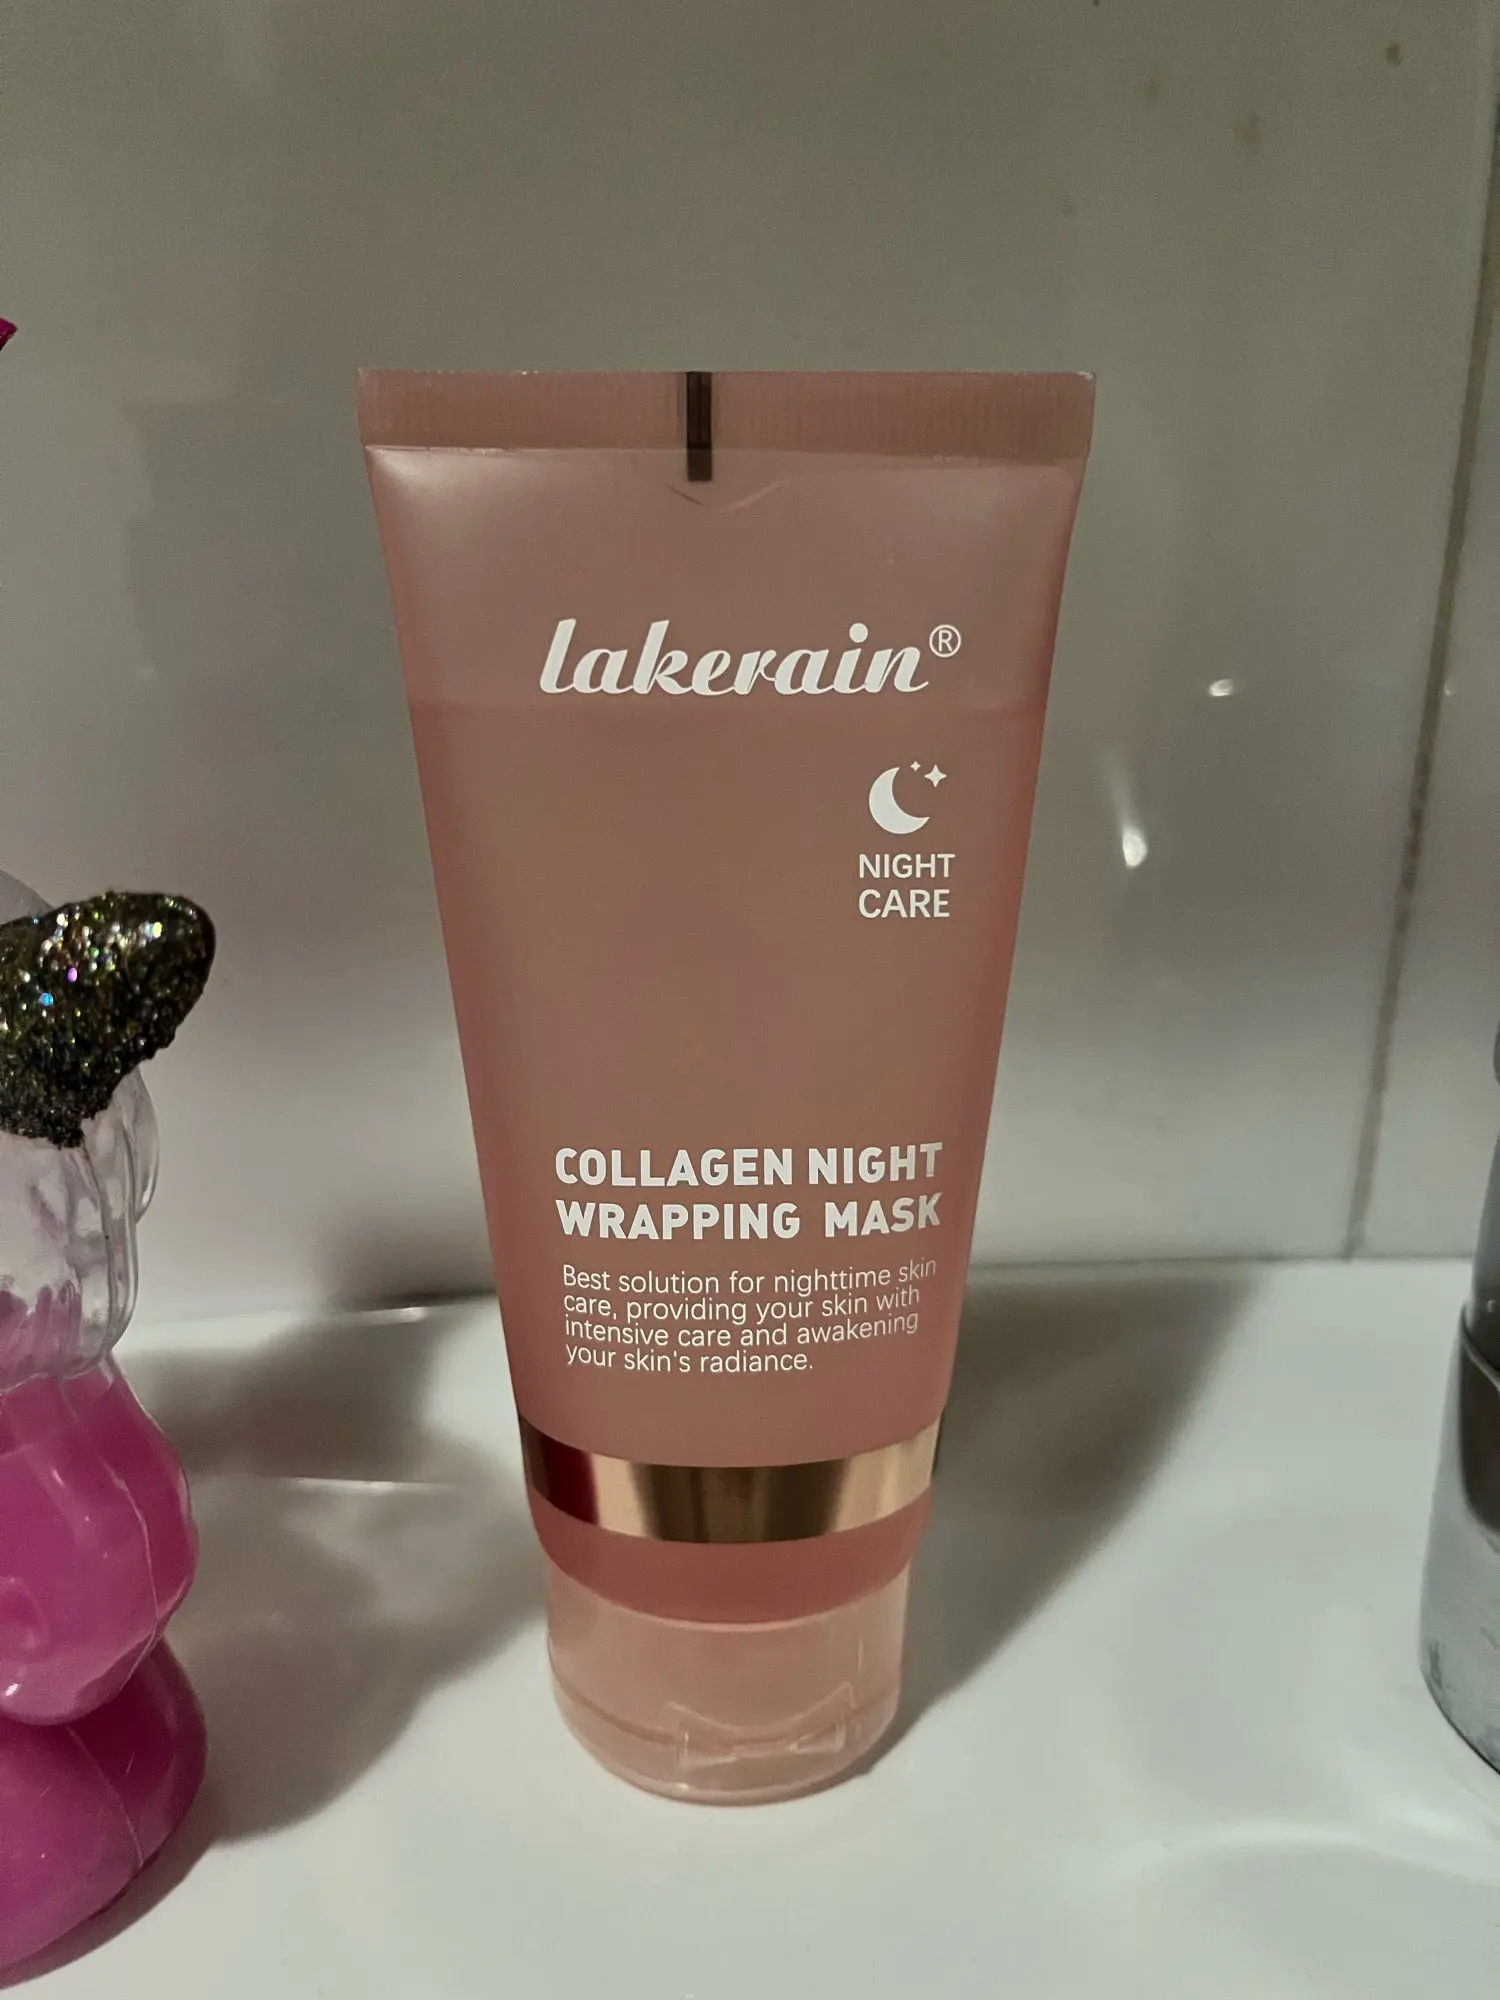 lakerain®
NIGHT
CARE
COLLAGEN NIGHT
WRAPPING MASK
Best solution for nighttime skin
care, providing your skin with
intensive care and awakening
your skin's radiance.